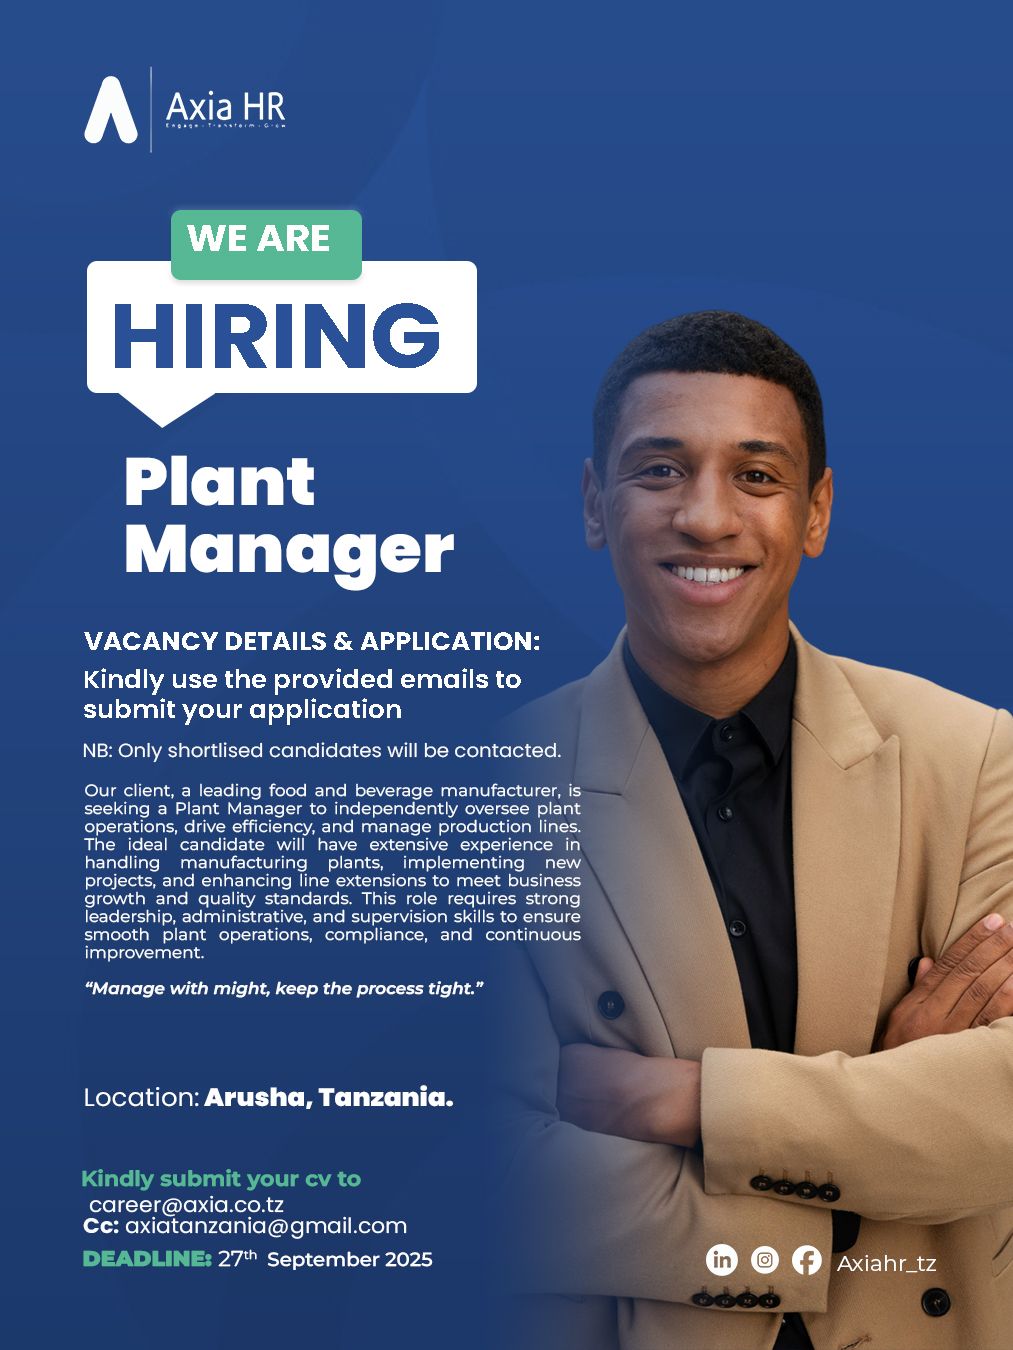 Axia HR
Engage - Transform - Grow
WE ARE
HIRING
Plant
Manager
VACANCY DETAILS & APPLICATION:
Kindly use the provided emails to
submit your application
NB: Only shortlised candidates will be contacted.
Our client, a leading food and beverage manufacturer, is
seeking a Plant Manager to independently oversee plant
operations, drive efficiency, and manage production lines.
The ideal candidate will have extensive experience in
handling manufacturing plants, implementing new
projects, and enhancing line extensions to meet business
growth and quality standards. This role requires strong
leadership, administrative, and supervision skills to ensure
smooth plant operations, compliance, and continuous
improvement.
“Manage with might, keep the process tight.”
Location: Arusha, Tanzania.
Kindly submit your cv to
career@axia.co.tz
Cc: axiatanzania@gmail.com
DEADLINE: 27th September 2025
Axiahr_tz